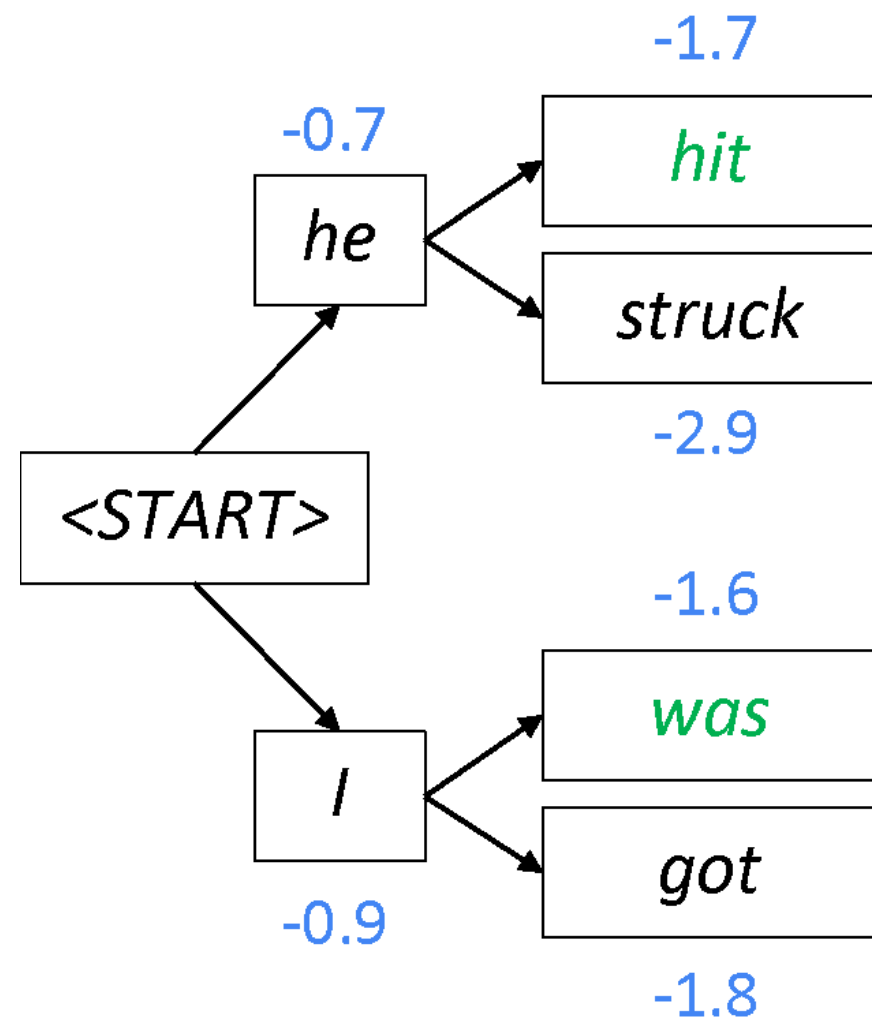 -1.7
hit
-0.7
he
struck
-2.9
<START>
-1.6
was
I
got
-0.9
-1.8